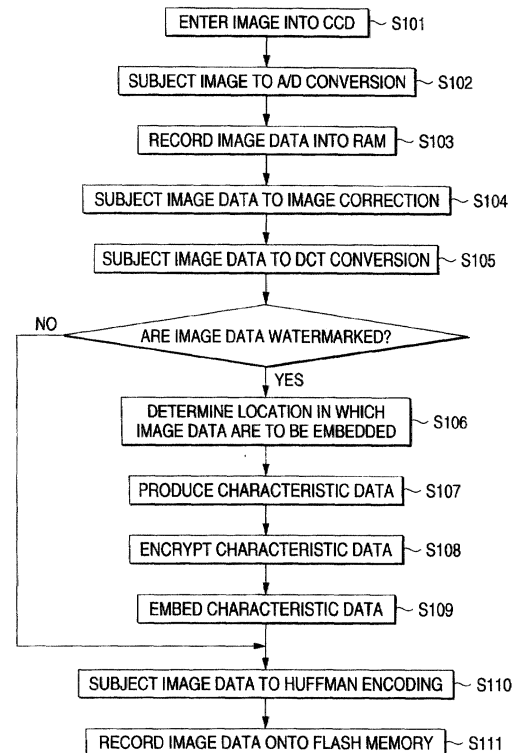 ENTER IMAGE INTO CCD S101
SUBJECT IMAGE TO A/D CONVERSION S102
RECORD IMAGE DATA INTO RAM S103
SUBJECT IMAGE DATA TO IMAGE CORRECTION S104
SUBJECT IMAGE DATA TO DCT CONVERSION S105
NO
ARE IMAGE DATA WATERMARKED?
YES
DETERMINE LOCATION IN WHICH
IMAGE DATA ARE TO BE EMBEDDED S106
PRODUCE CHARACTERISTIC DATA S107
ENCRYPT CHARACTERISTIC DATA S108
EMBED CHARACTERISTIC DATA S109
SUBJECT IMAGE DATA TO HUFFMAN ENCODING S110
RECORD IMAGE DATA ONTO FLASH MEMORY S111